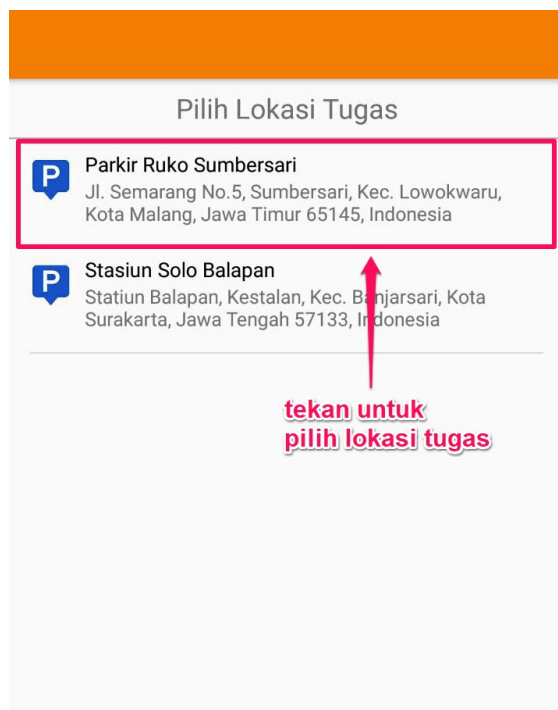 Pilih Lokasi Tugas
P
Parkir Ruko Sumbersari
Jl. Semarang No.5, Sumbersari, Kec. Lowokwaru,
Kota Malang, Jawa Timur 65145, Indonesia
P
Stasiun Solo Balapan
Statiun Balapan, Kestalan, Kec. Banjarsari, Kota
Surakarta, Jawa Tengah 57133, Indonesia
tekan untuk
pilih lokasi tugas